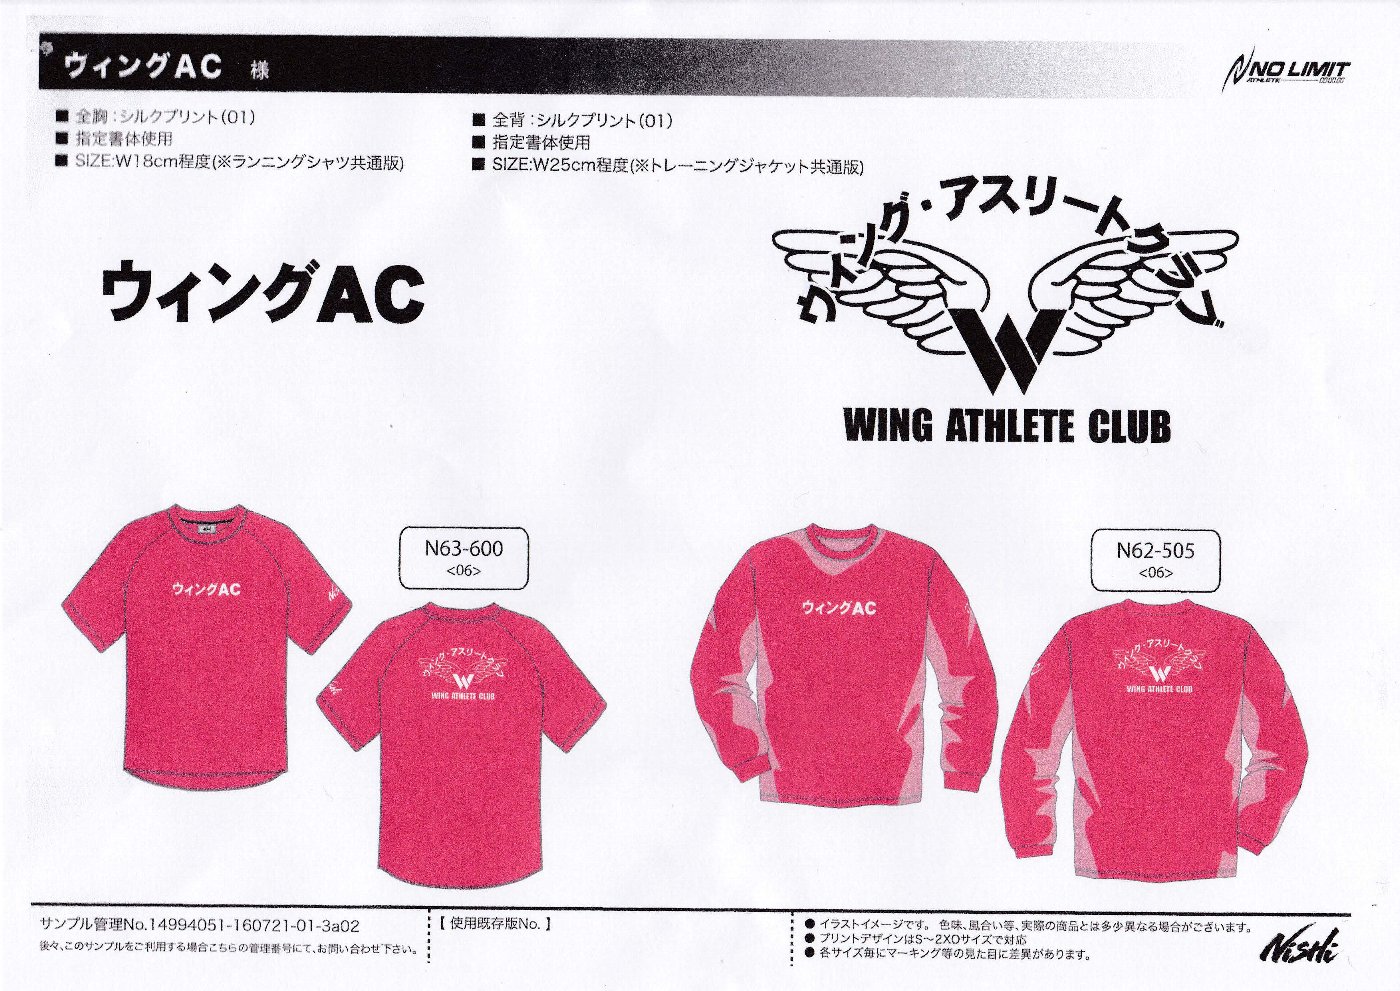 ウィングAC 様
NO LIMIT
ATHLETE
■ 全胸：シルクプリント(01)
■ 指定書体使用
■ SIZE:W18cm程度(※ランニングシャツ共通版)
■ 全背：シルクプリント(01)
■ 指定書体使用
■ SIZE:W25cm程度(※トレーニングジャケット共通版)
ウィングAC
ウィング・アスリートクラブ
W
WING ATHLETE CLUB
N63-600
<06>
ウィングAC
ウィング・アスリートクラブ
W
WING ATHLETE CLUB
N62-505
<06>
ウィングAC
ウィング・アスリートクラブ
W
WING ATHLETE CLUB
サンプル管理No.14994051-160721-01-3a02
後々、このサンプルをご利用する場合こちらの管理番号にて、お問い合わせ下さい。
【 使用既存版No. 】
● イラストイメージです。 色味、風合い等、実際の商品とは多少異なる場合がございます。
● プリントデザインはS～2XOサイズで対応
● 各サイズ毎にマーキング等の見た目に差異があります。
NiSHi